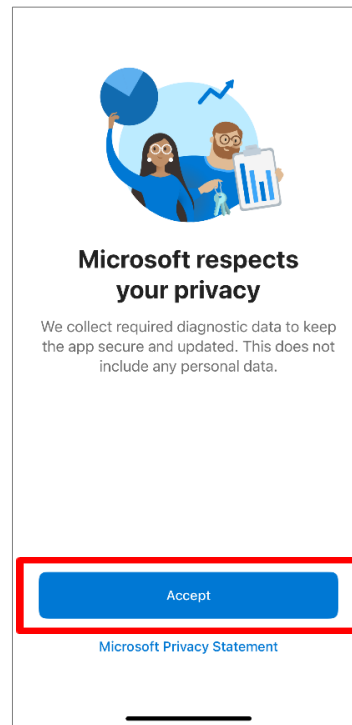 Microsoft respects
your privacy
We collect required diagnostic data to keep
the app secure and updated. This does not
include any personal data.
Accept
Microsoft Privacy Statement